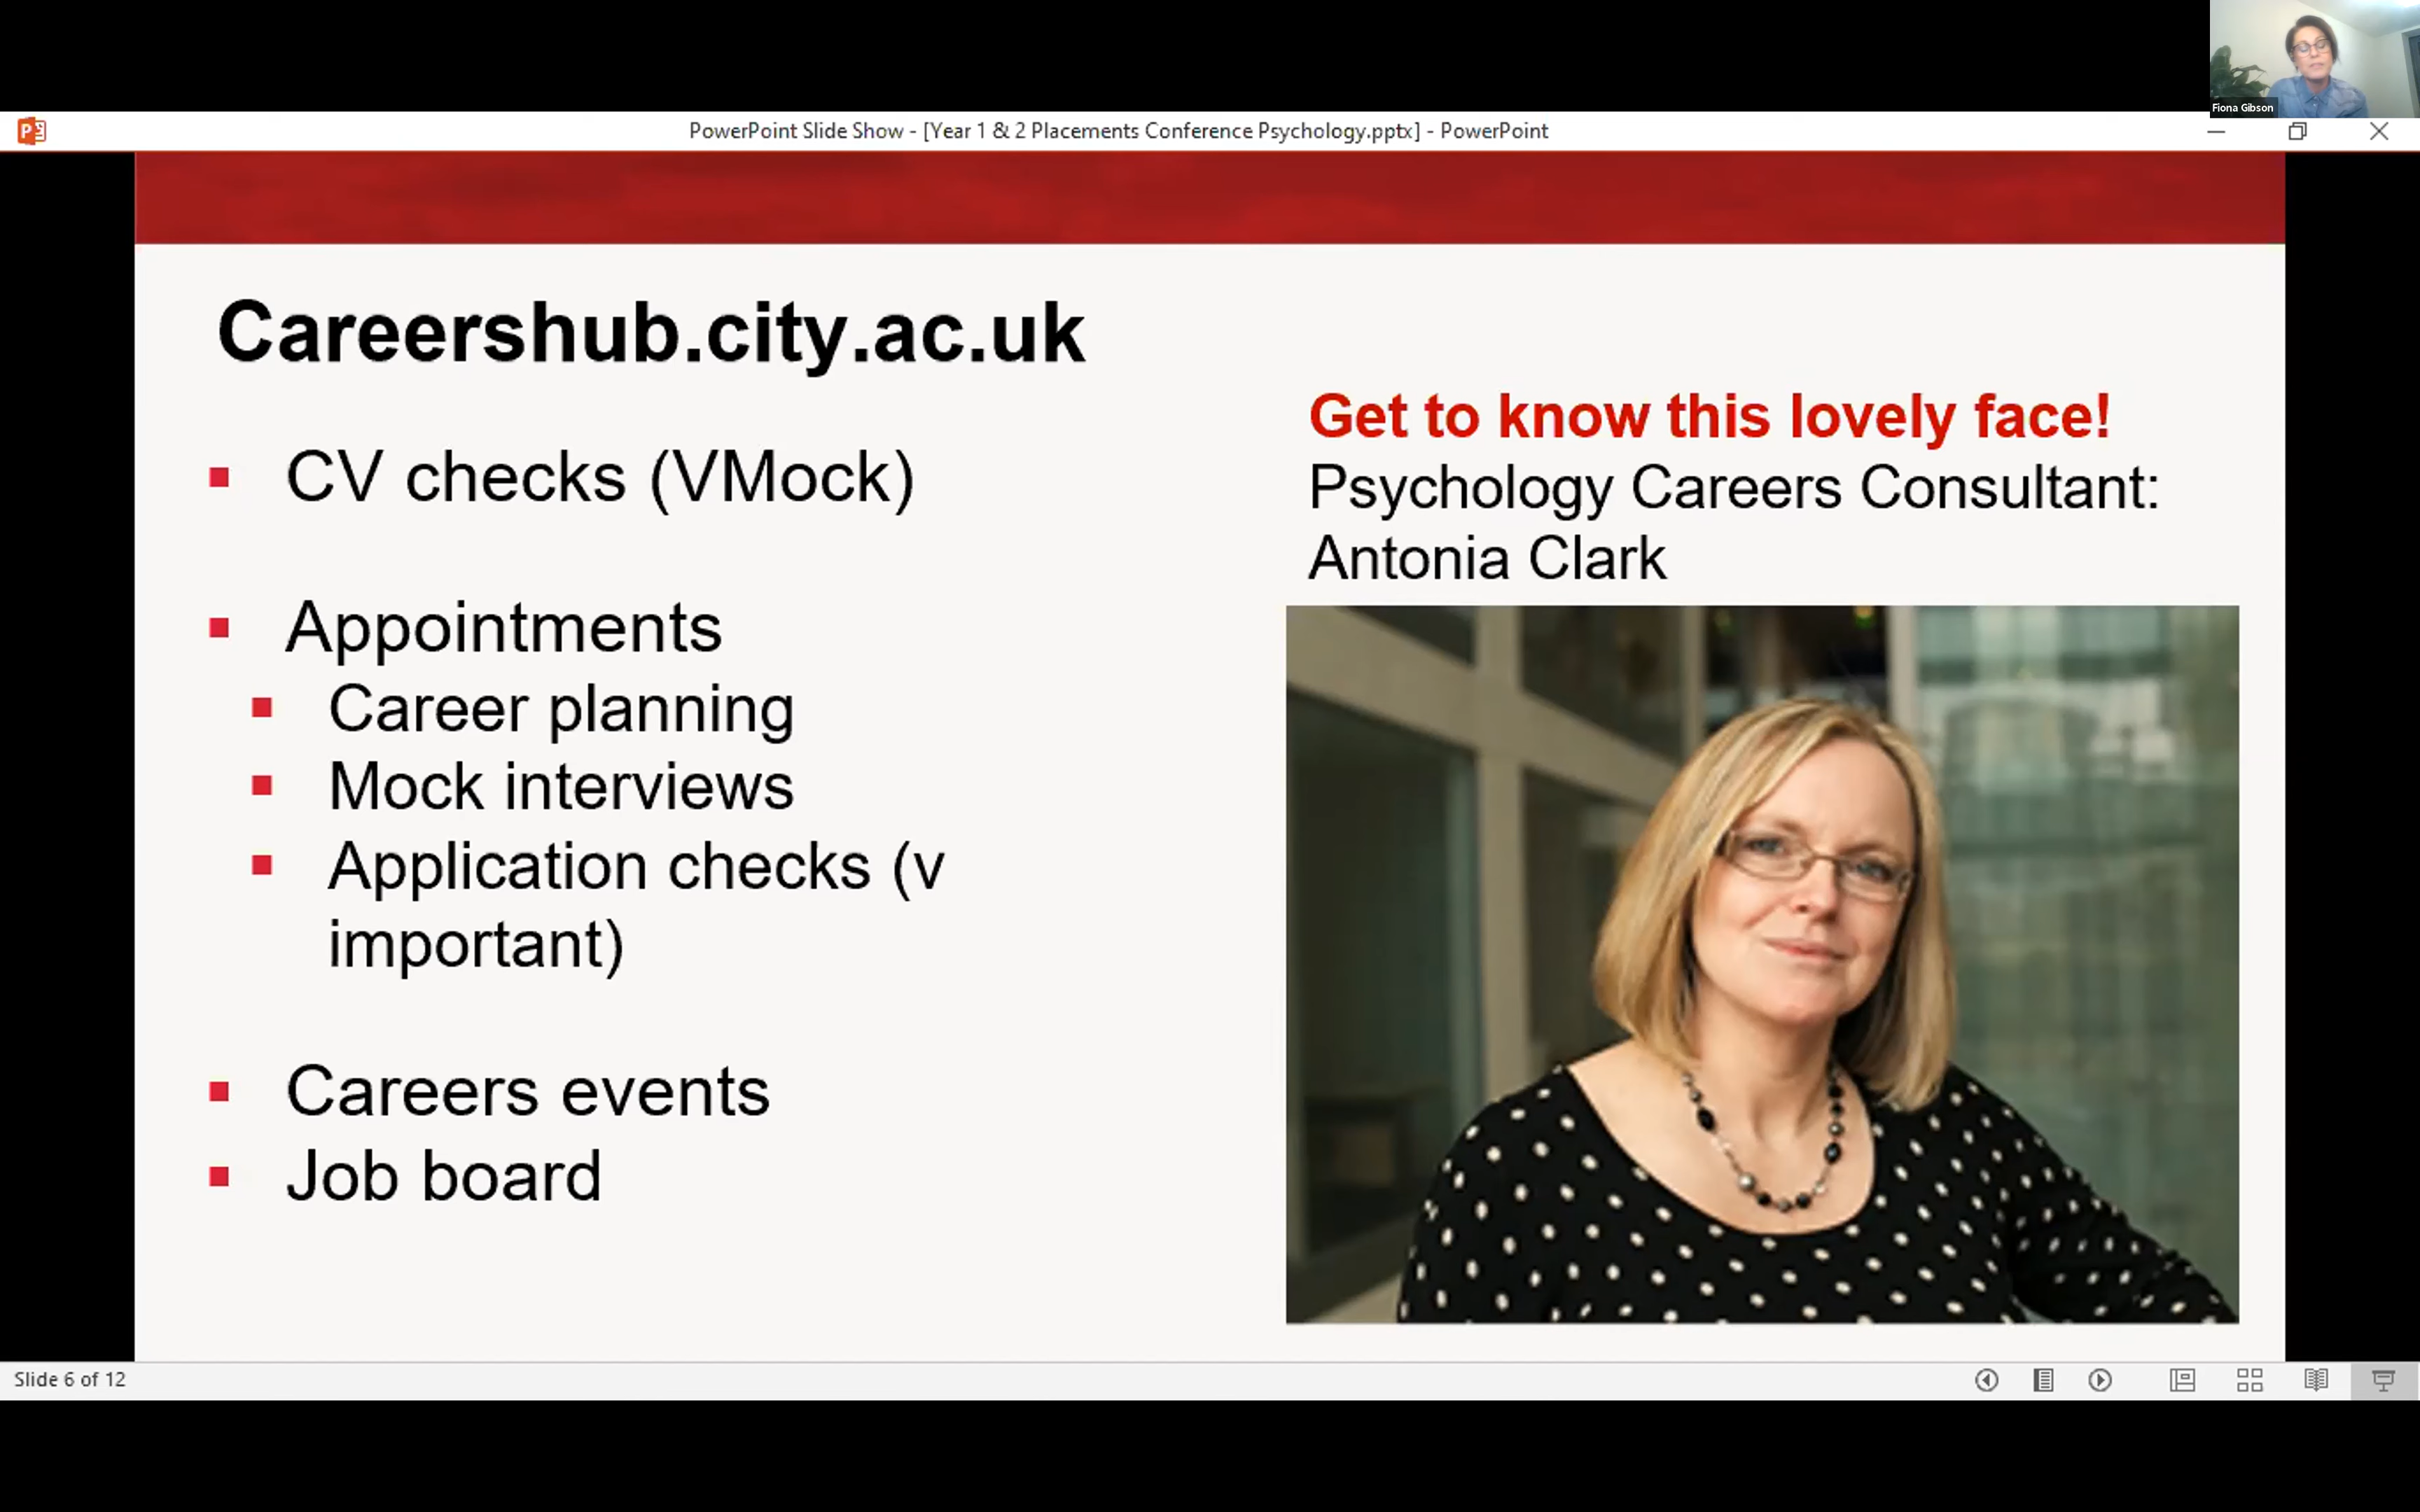 Fiona Gibson
PowerPoint Slide Show - [Year 1 & 2 Placements Conference Psychology.pptx] - PowerPoint
Careershub.city.ac.uk
CV checks (VMock)
Appointments
Career planning
Mock interviews
Application checks (v
important)
Careers events
Job board
Get to know this lovely face!
Psychology Careers Consultant:
Antonia Clark
Slide 6 of 12